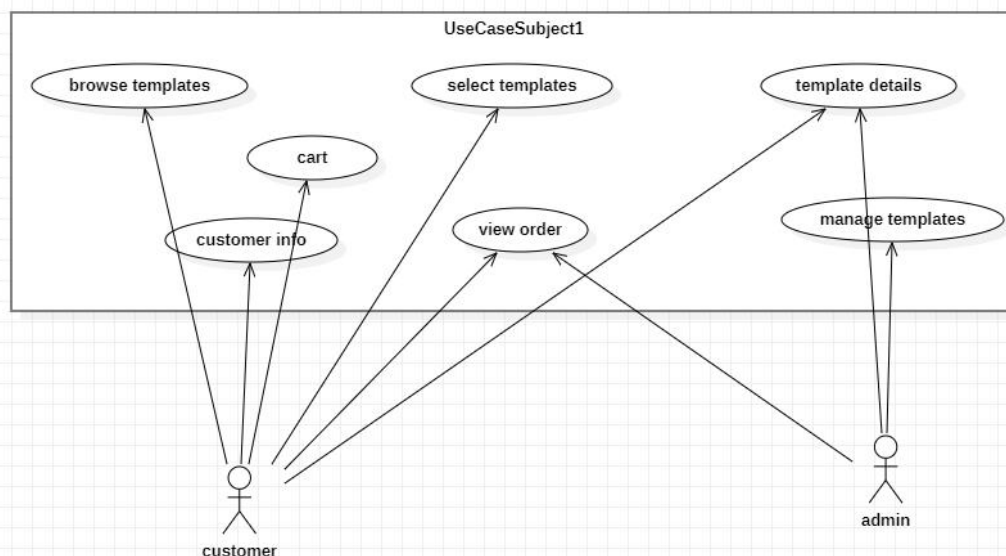 UseCaseSubject1
browse templates
select templates
template details
cart
manage templates
customer info
view order
admin
customer